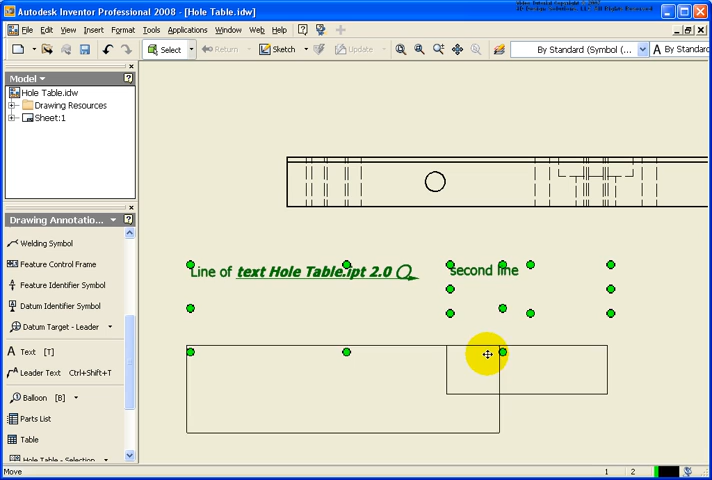 Autodesk Inventor Professional 2008 - [Hole Table.idw]
File Edit View Insert Format Tools Applications Window Web Help
Select Return Sketch Update By Standard (Symbol (... A By Standard
Model
Hole Table.idw
Drawing Resources
Sheet:1
Drawing Annotatio...
Welding Symbol
Feature Control Frame
Feature Identifier Symbol
Datum Identifier Symbol
Datum Target - Leader
A Text [T]
Leader Text Ctrl+Shift+T
Balloon [B]
Parts List
Table
Hole Table - Selection
Line of text Hole Table.ipt 2.0
second line
Move 1 2